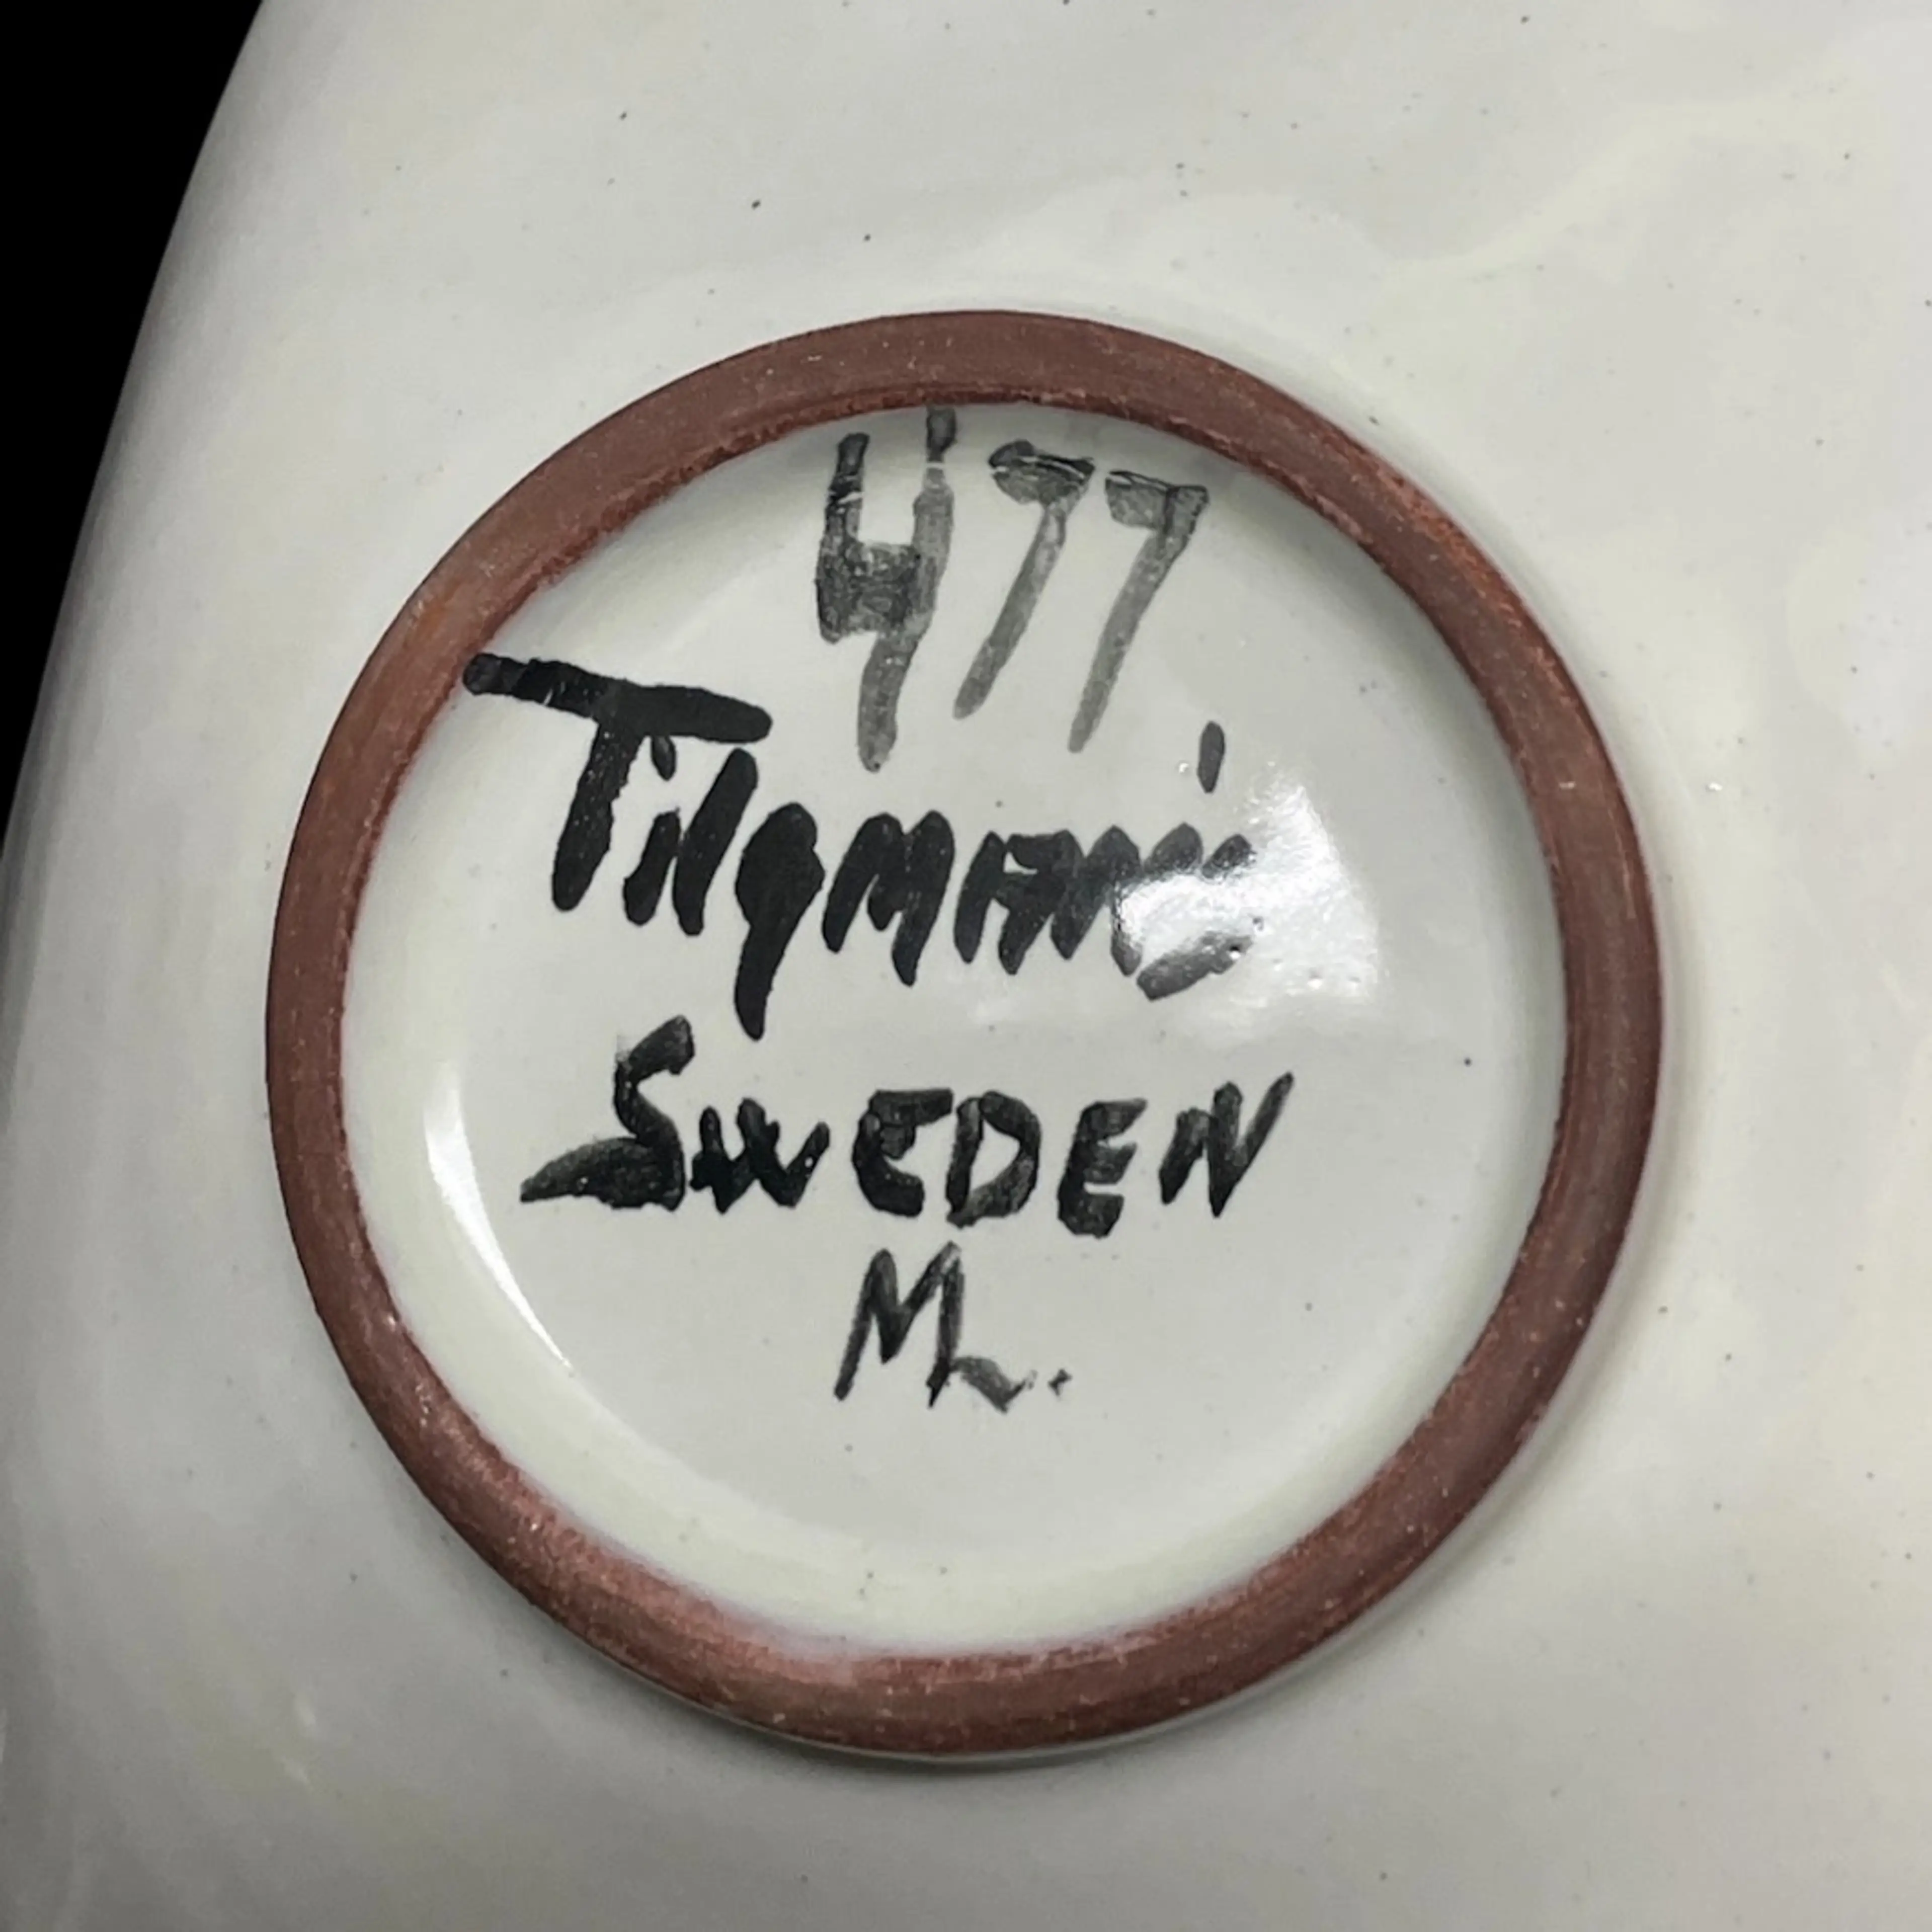 477
Tilgmans
SWEDEN
ML.